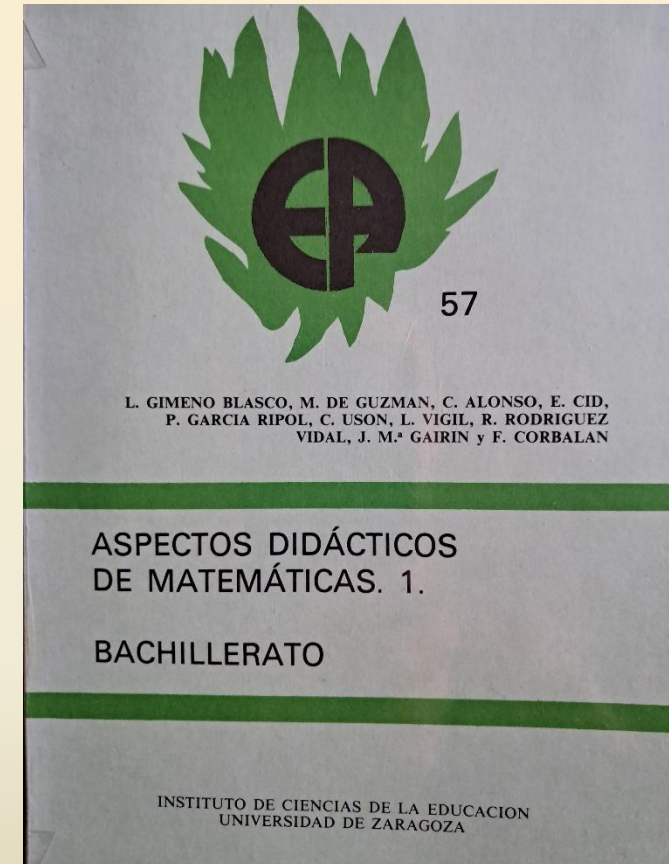 EA
57
L. GIMENO BLASCO, M. DE GUZMAN, C. ALONSO, E. CID,
P. GARCIA RIPOL, C. USON, L. VIGIL, R. RODRIGUEZ
VIDAL, J. M.ª GAIRIN y F. CORBALAN
ASPECTOS DIDÁCTICOS
DE MATEMÁTICAS. 1.
BACHILLERATO
INSTITUTO DE CIENCIAS DE LA EDUCACION
UNIVERSIDAD DE ZARAGOZA